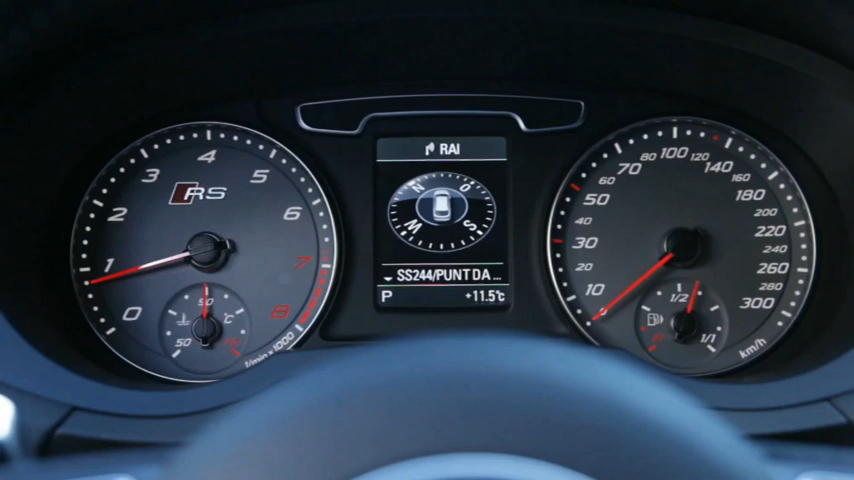 RS
0
1
2
3
4
5
6
7
8
1/min x 1000
50
90
°C
RAI
N
O
S
W
SS244/PUNT DA ...
P +11.5°C
10
20
30
40
50
60
70
80
100
120
140
160
180
200
220
240
260
280
300
km/h
1/2
1/1